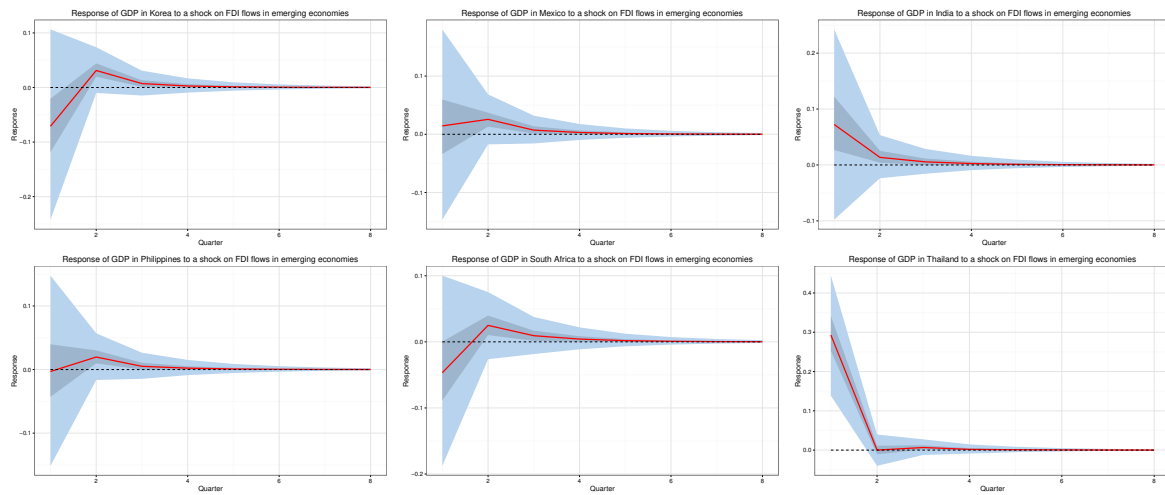 Response of GDP in Korea to a shock on FDI flows in emerging economies
0.1
0.0
−0.1
−0.2
Response
2
4
6
8
Quarter
Response of GDP in Mexico to a shock on FDI flows in emerging economies
0.1
0.0
−0.1
Response
2
4
6
8
Quarter
Response of GDP in India to a shock on FDI flows in emerging economies
0.2
0.1
0.0
−0.1
Response
2
4
6
8
Quarter
Response of GDP in Philippines to a shock on FDI flows in emerging economies
0.1
0.0
−0.1
Response
2
4
6
8
Quarter
Response of GDP in South Africa to a shock on FDI flows in emerging economies
0.1
0.0
−0.1
−0.2
Response
2
4
6
8
Quarter
Response of GDP in Thailand to a shock on FDI flows in emerging economies
0.4
0.3
0.2
0.1
0.0
Response
2
4
6
8
Quarter